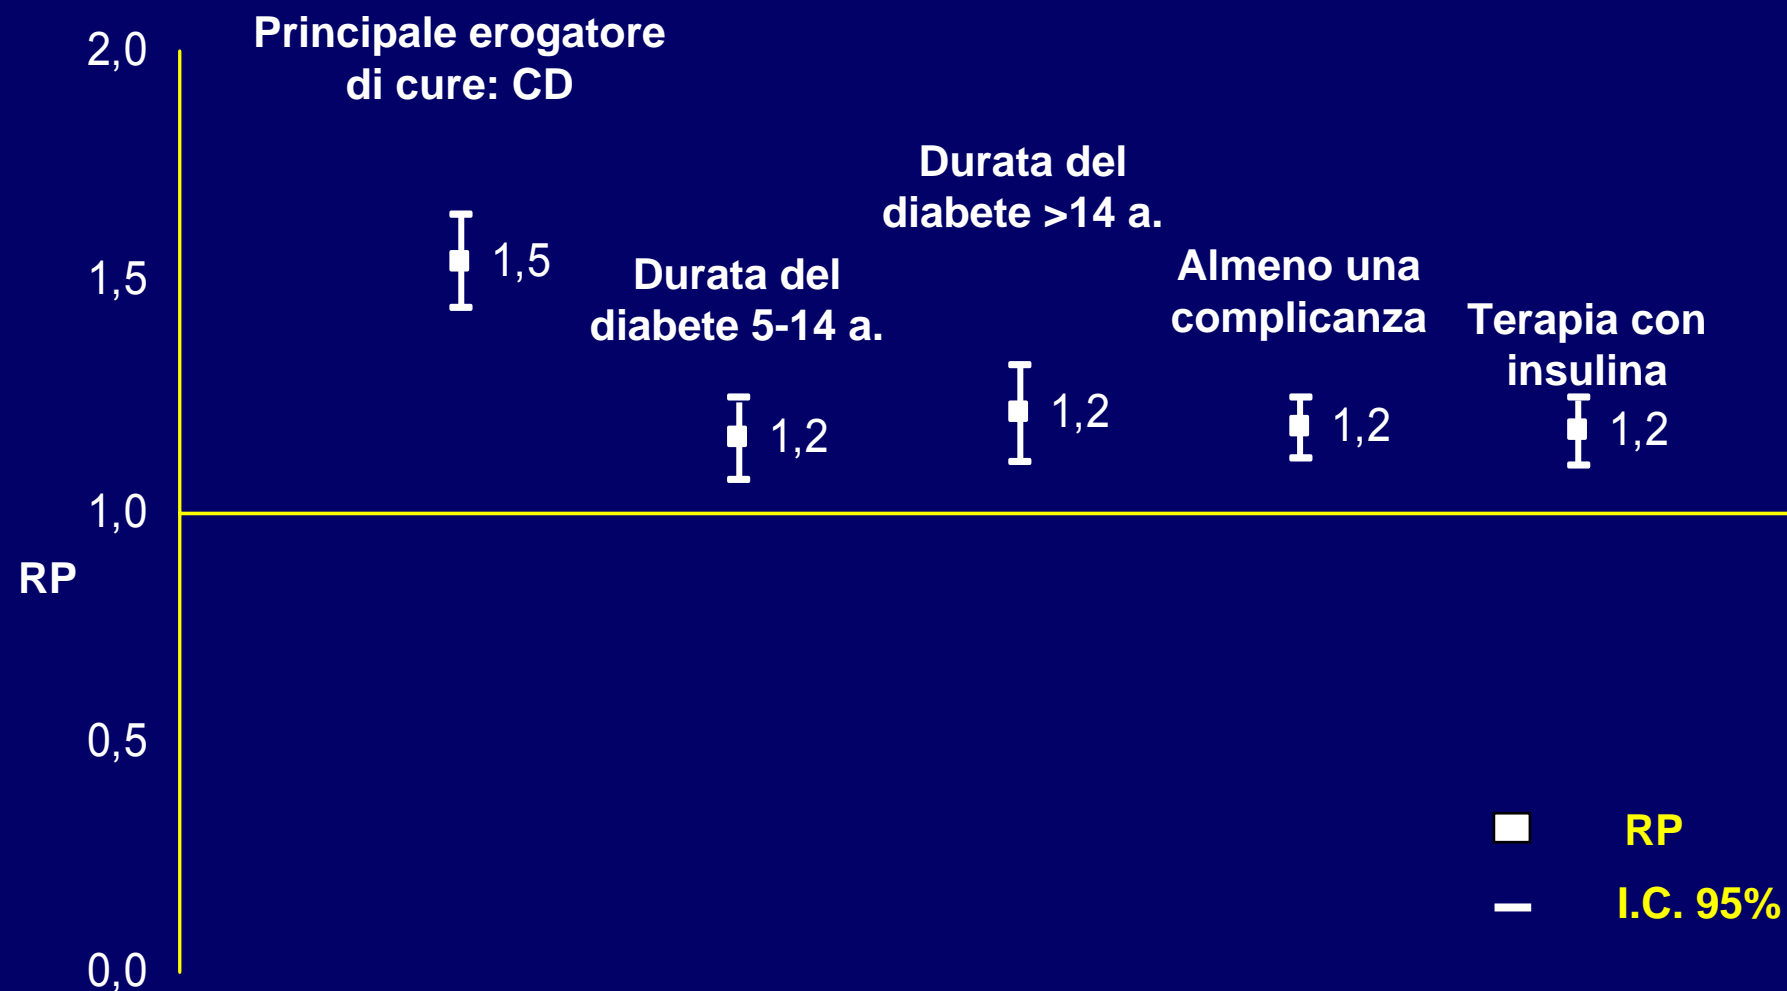 Principale erogatore
di cure: CD
2,0
Durata del
diabete >14 a.
1,5
1,5
Durata del
diabete 5-14 a.
Almeno una
complicanza
Terapia con
insulina
1,2
1,2
1,2
1,2
1,0
RP
0,5
RP
I.C. 95%
0,0